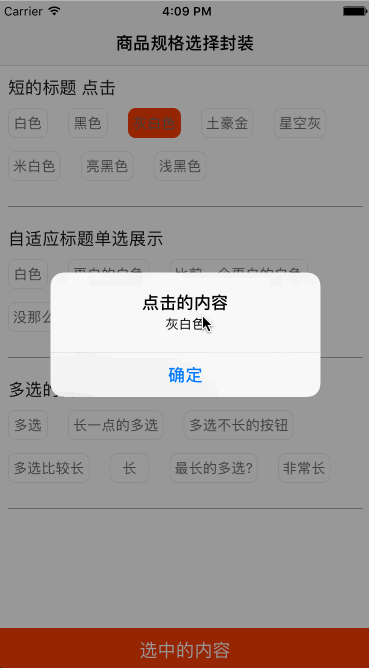 Carrier 4:09 PM
商品规格选择封装
短的标题 点击
白色 黑色 灰白色 土豪金 星空灰
米白色 亮黑色 浅黑色
自适应标题单选展示
白色
没那么
点击的内容
灰白色
确定
多选的
多选 长一点的多选 多选不长的按钮
多选比较长 长 最长的多选? 非常长
选中的内容